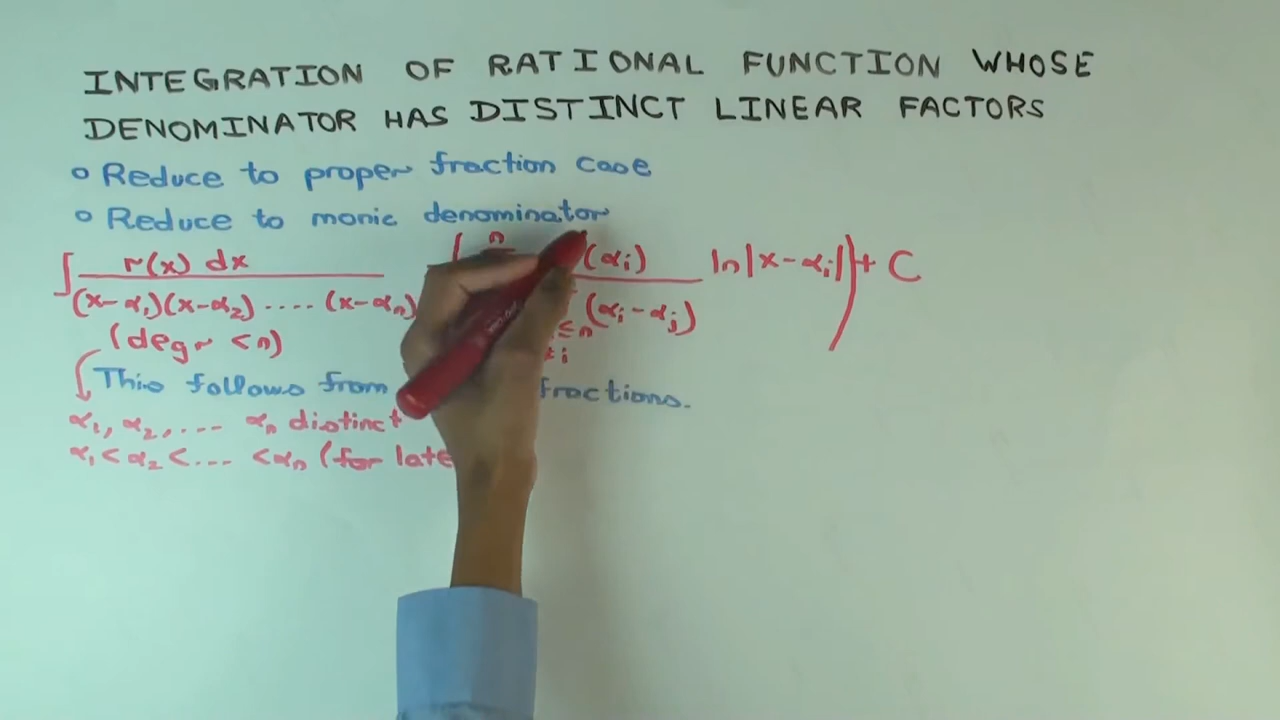 INTEGRATION OF RATIONAL FUNCTION WHOSE
DENOMINATOR HAS DISTINCT LINEAR FACTORS
o Reduce to proper fraction case
o Reduce to monic denominator
∫ r(x) dx / (x-α₁)(x-α₂) .... (x-αₙ) n (αᵢ) / (αᵢ-αⱼ) ln|x-αᵢ|) + C
(deg r < n) ≤n
This follows from fractions.
α₁, α₂, .... αₙ distinct
α₁ < α₂ < .... < αₙ (for